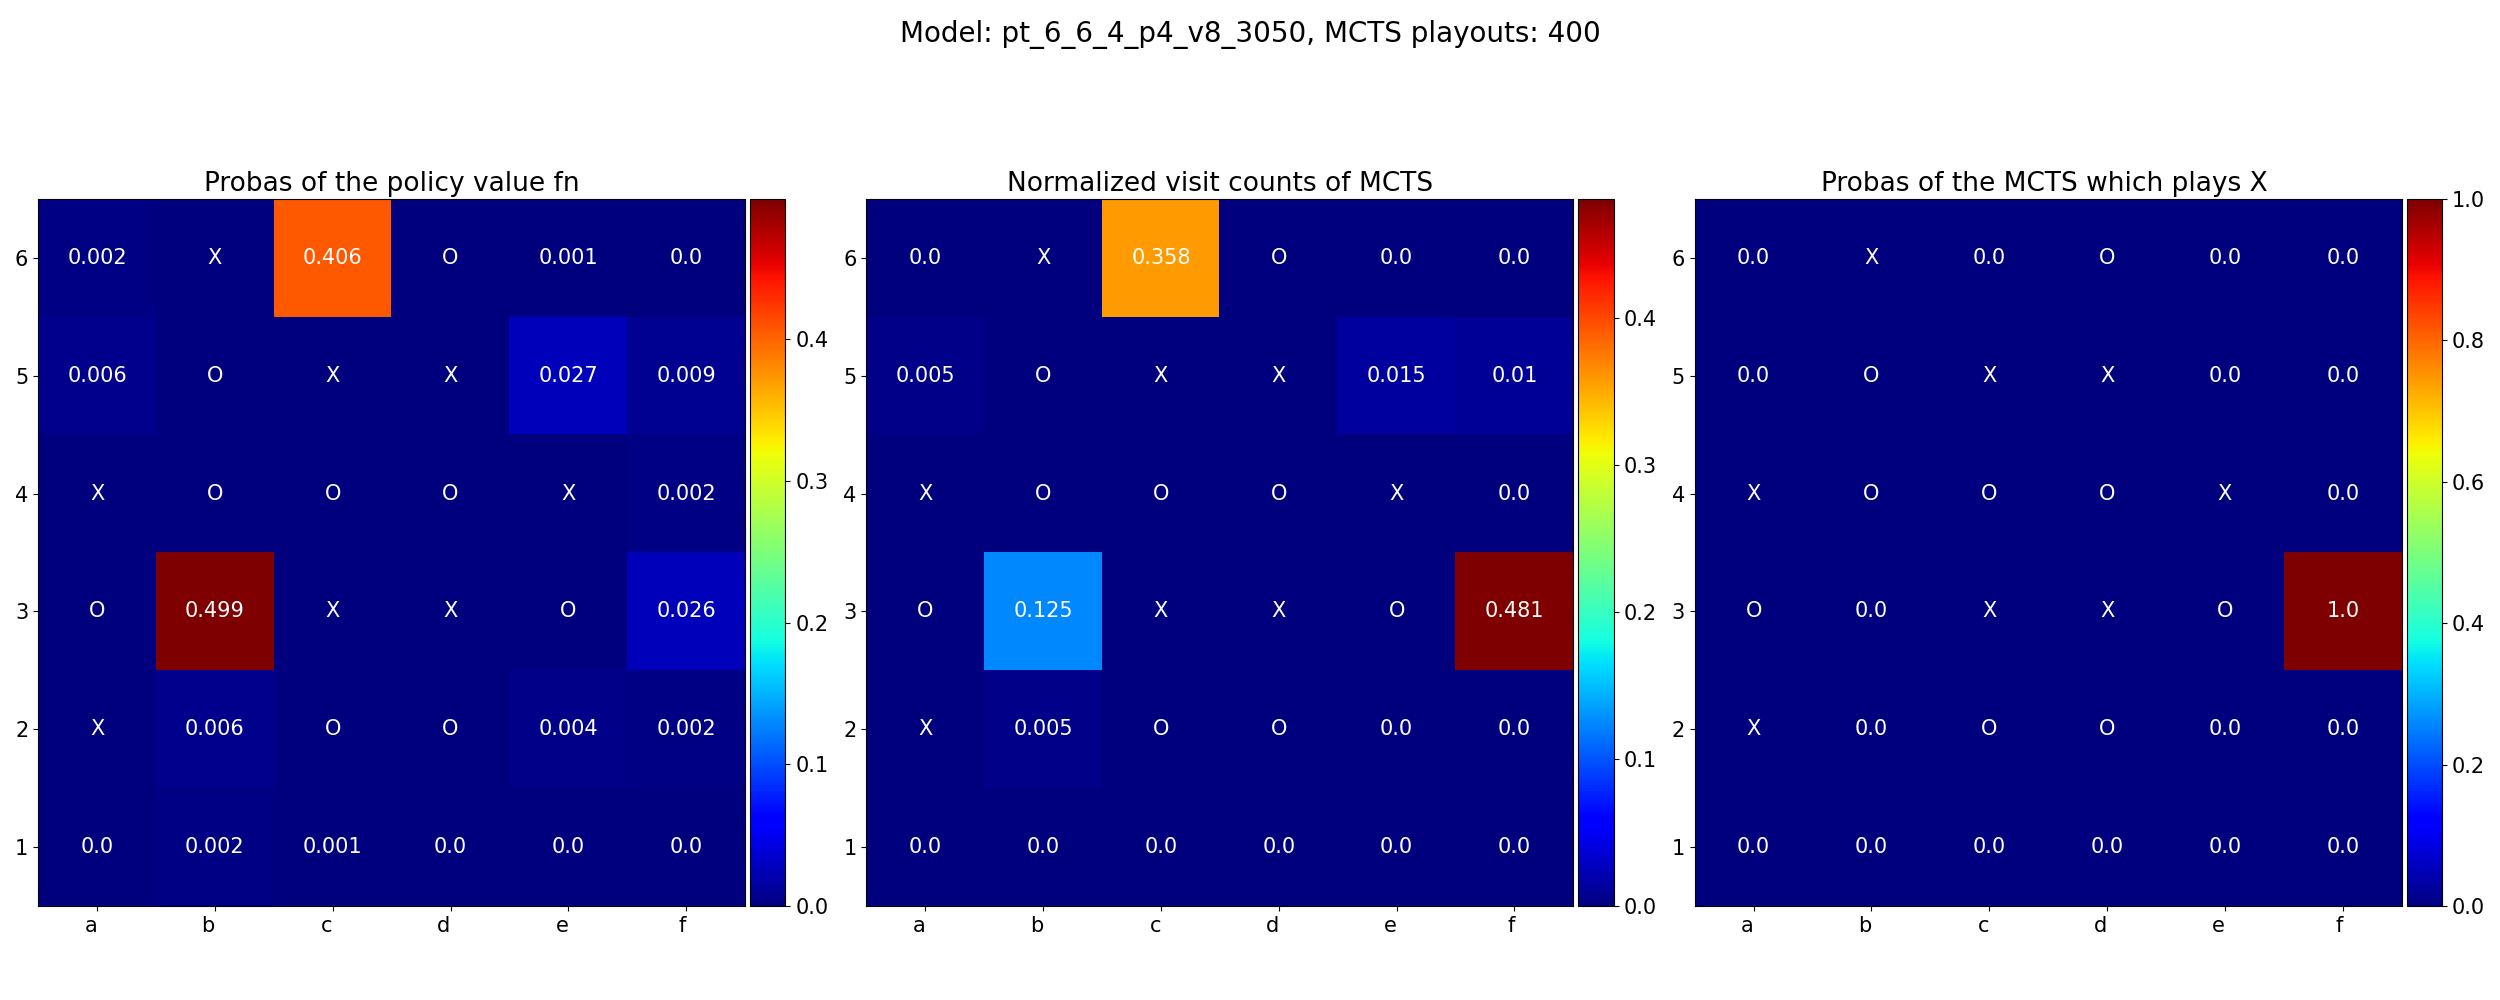 Model: pt_6_6_4_p4_v8_3050, MCTS playouts: 400
Probas of the policy value fn
6 0.002 X 0.406 O 0.001 0.0
5 0.006 O X X 0.027 0.009
4 X O O O X 0.002
3 O 0.499 X X O 0.026
2 X 0.006 O O 0.004 0.002
1 0.0 0.002 0.001 0.0 0.0 0.0
a b c d e f
0.4
0.3
0.2
0.1
0.0
Normalized visit counts of MCTS
6 0.0 X 0.358 O 0.0 0.0
5 0.005 O X X 0.015 0.01
4 X O O O X 0.0
3 O 0.125 X X O 0.481
2 X 0.005 O O 0.0 0.0
1 0.0 0.0 0.0 0.0 0.0 0.0
a b c d e f
0.4
0.3
0.2
0.1
0.0
Probas of the MCTS which plays X
6 0.0 X 0.0 O 0.0 0.0
5 0.0 O X X 0.0 0.0
4 X O O O X 0.0
3 O 0.0 X X O 1.0
2 X 0.0 O O 0.0 0.0
1 0.0 0.0 0.0 0.0 0.0 0.0
a b c d e f
1.0
0.8
0.6
0.4
0.2
0.0